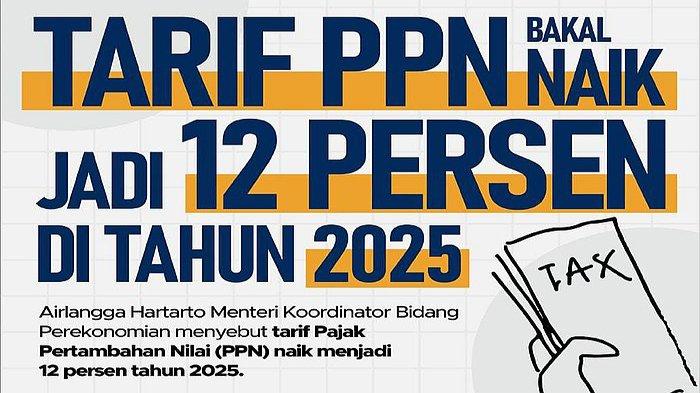 TARIF PPN BAKAL NAIK
JADI 12 PERSEN
DI TAHUN 2025
Airlangga Hartarto Menteri Koordinator Bidang
Perekonomian menyebut tarif Pajak
Pertambahan Nilai (PPN) naik menjadi
12 persen tahun 2025.
TAX